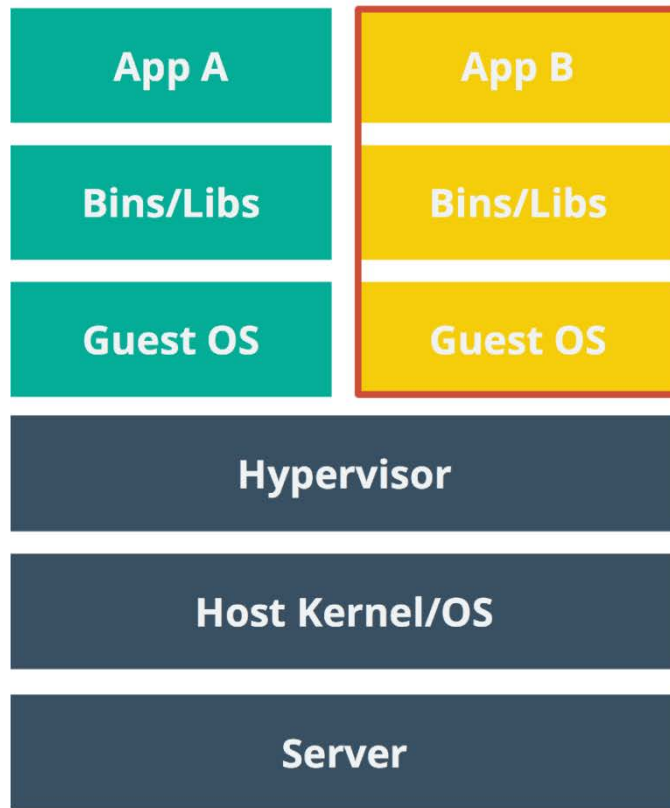 App A
App B
Bins/Libs
Bins/Libs
Guest OS
Guest OS
Hypervisor
Host Kernel/OS
Server